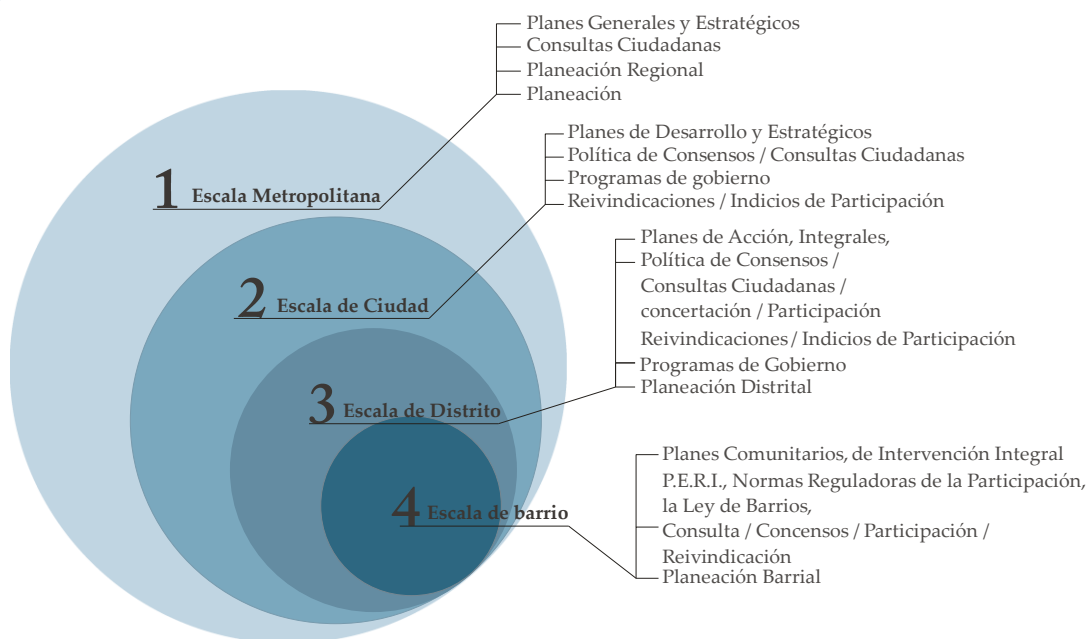 Planes Generales y Estratégicos
Consultas Ciudadanas
Planeación Regional
Planeación
1 Escala Metropolitana
Planes de Desarrollo y Estratégicos
Política de Consensos / Consultas Ciudadanas
Programas de gobierno
Reivindicaciones / Indicios de Participación
2 Escala de Ciudad
Planes de Acción, Integrales,
Política de Consensos /
Consultas Ciudadanas /
concertación / Participación
Reivindicaciones / Indicios de Participación
Programas de Gobierno
Planeación Distrital
3 Escala de Distrito
Planes Comunitarios, de Intervención Integral
P.E.R.I., Normas Reguladoras de la Participación,
la Ley de Barrios,
Consulta / Concensos / Participación /
Reivindicación
Planeación Barrial
4 Escala de barrio